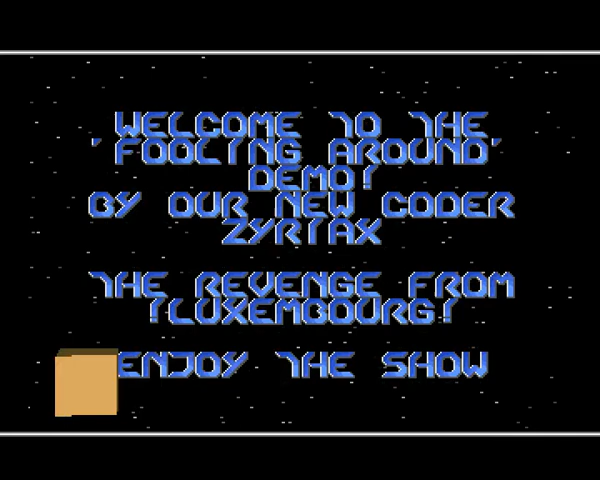 WELCOME TO THE
'FOOLING AROUND'
DEMO!
BY OUR NEW CODER
ZYRIAX
THE REVENGE FROM
!LUXEMBOURG!
ENJOY THE SHOW